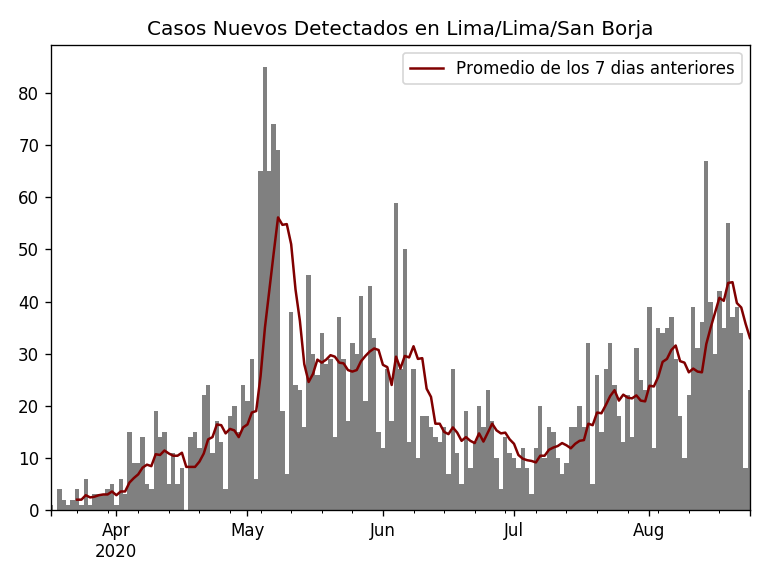 Casos Nuevos Detectados en Lima/Lima/San Borja
Promedio de los 7 dias anteriores
80
70
60
50
40
30
20
10
0
Apr
2020
May
Jun
Jul
Aug